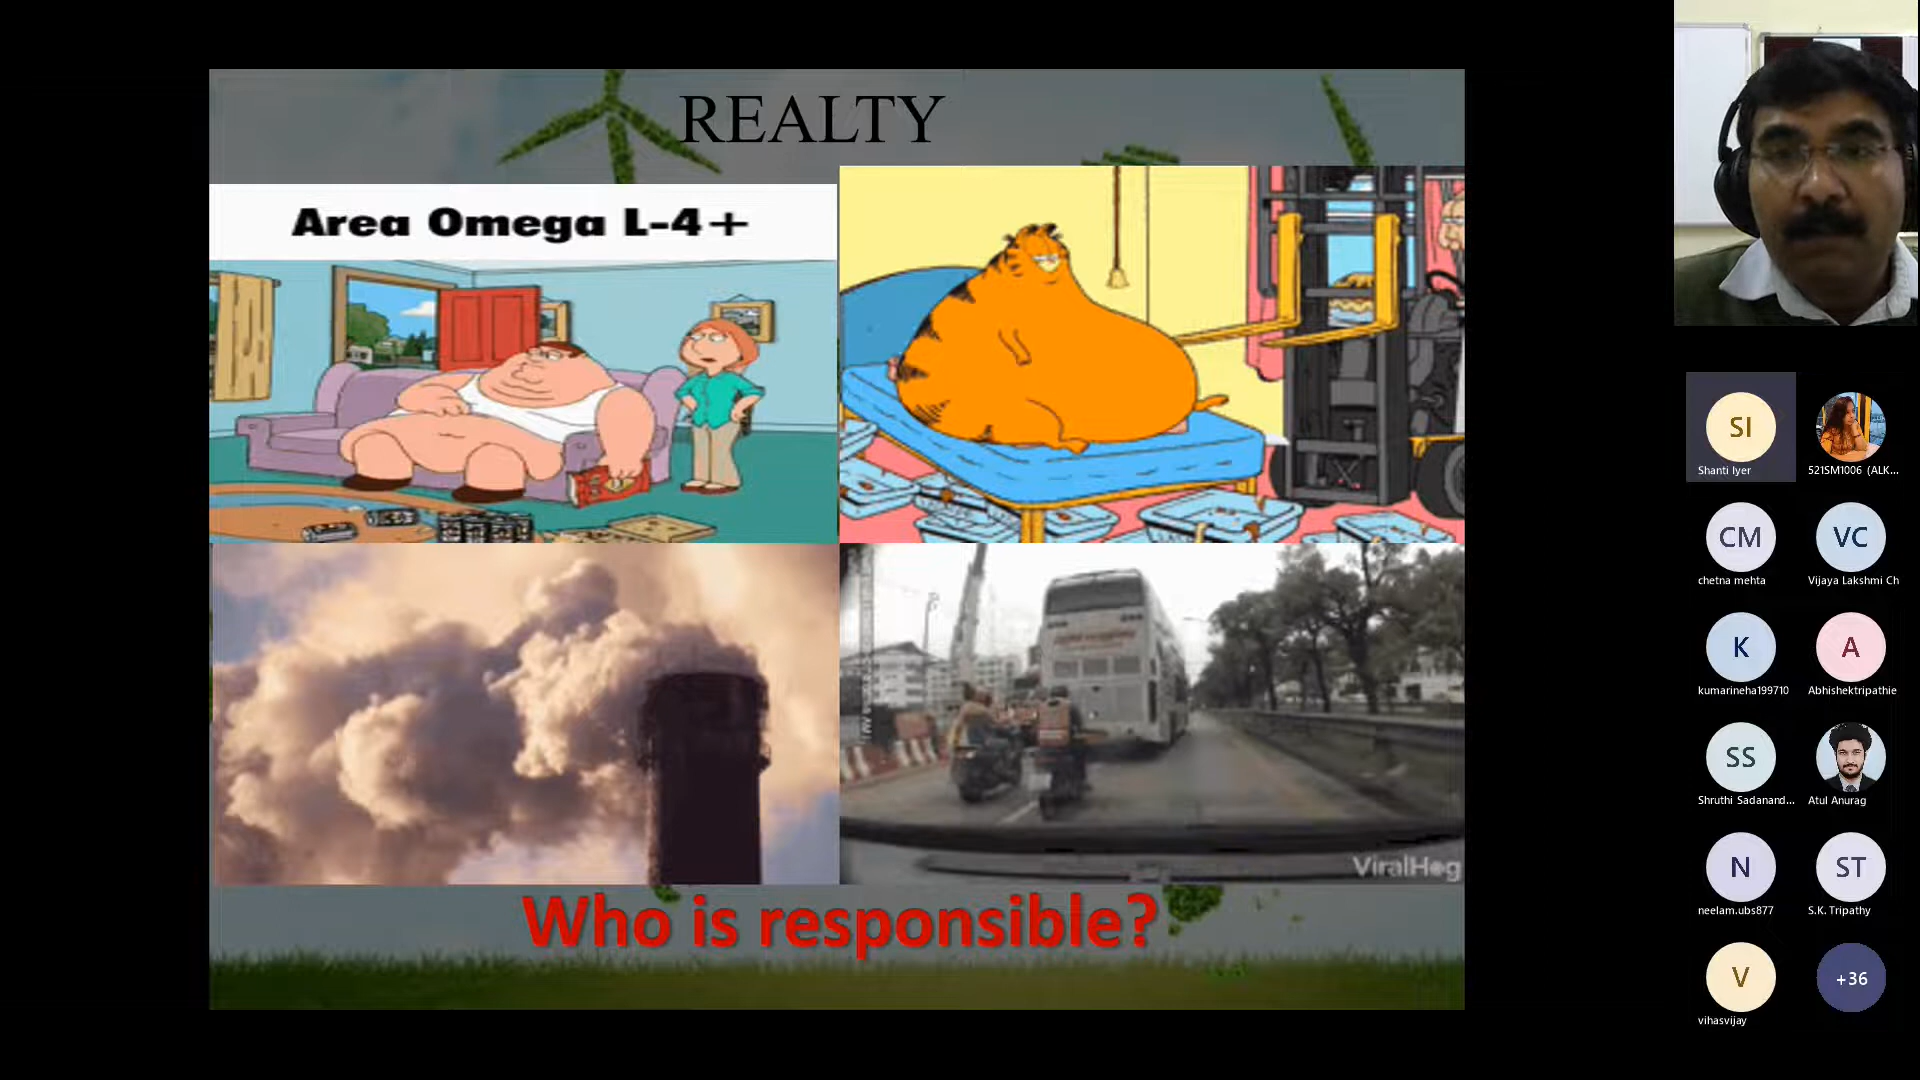 REALTY
Area Omega L-4+
ViralHog
Who is responsible?
SI
Shanti Iyer
521SM1006 (ALK...
CM
chetna mehta
VC
Vijaya Lakshmi Ch
K
kumarineha199710
A
Abhishektripathie
SS
Shruthi Sadanand...
Atul Anurag
N
neelam.ubs877
ST
S.K. Tripathy
V
vihasvijay
+36